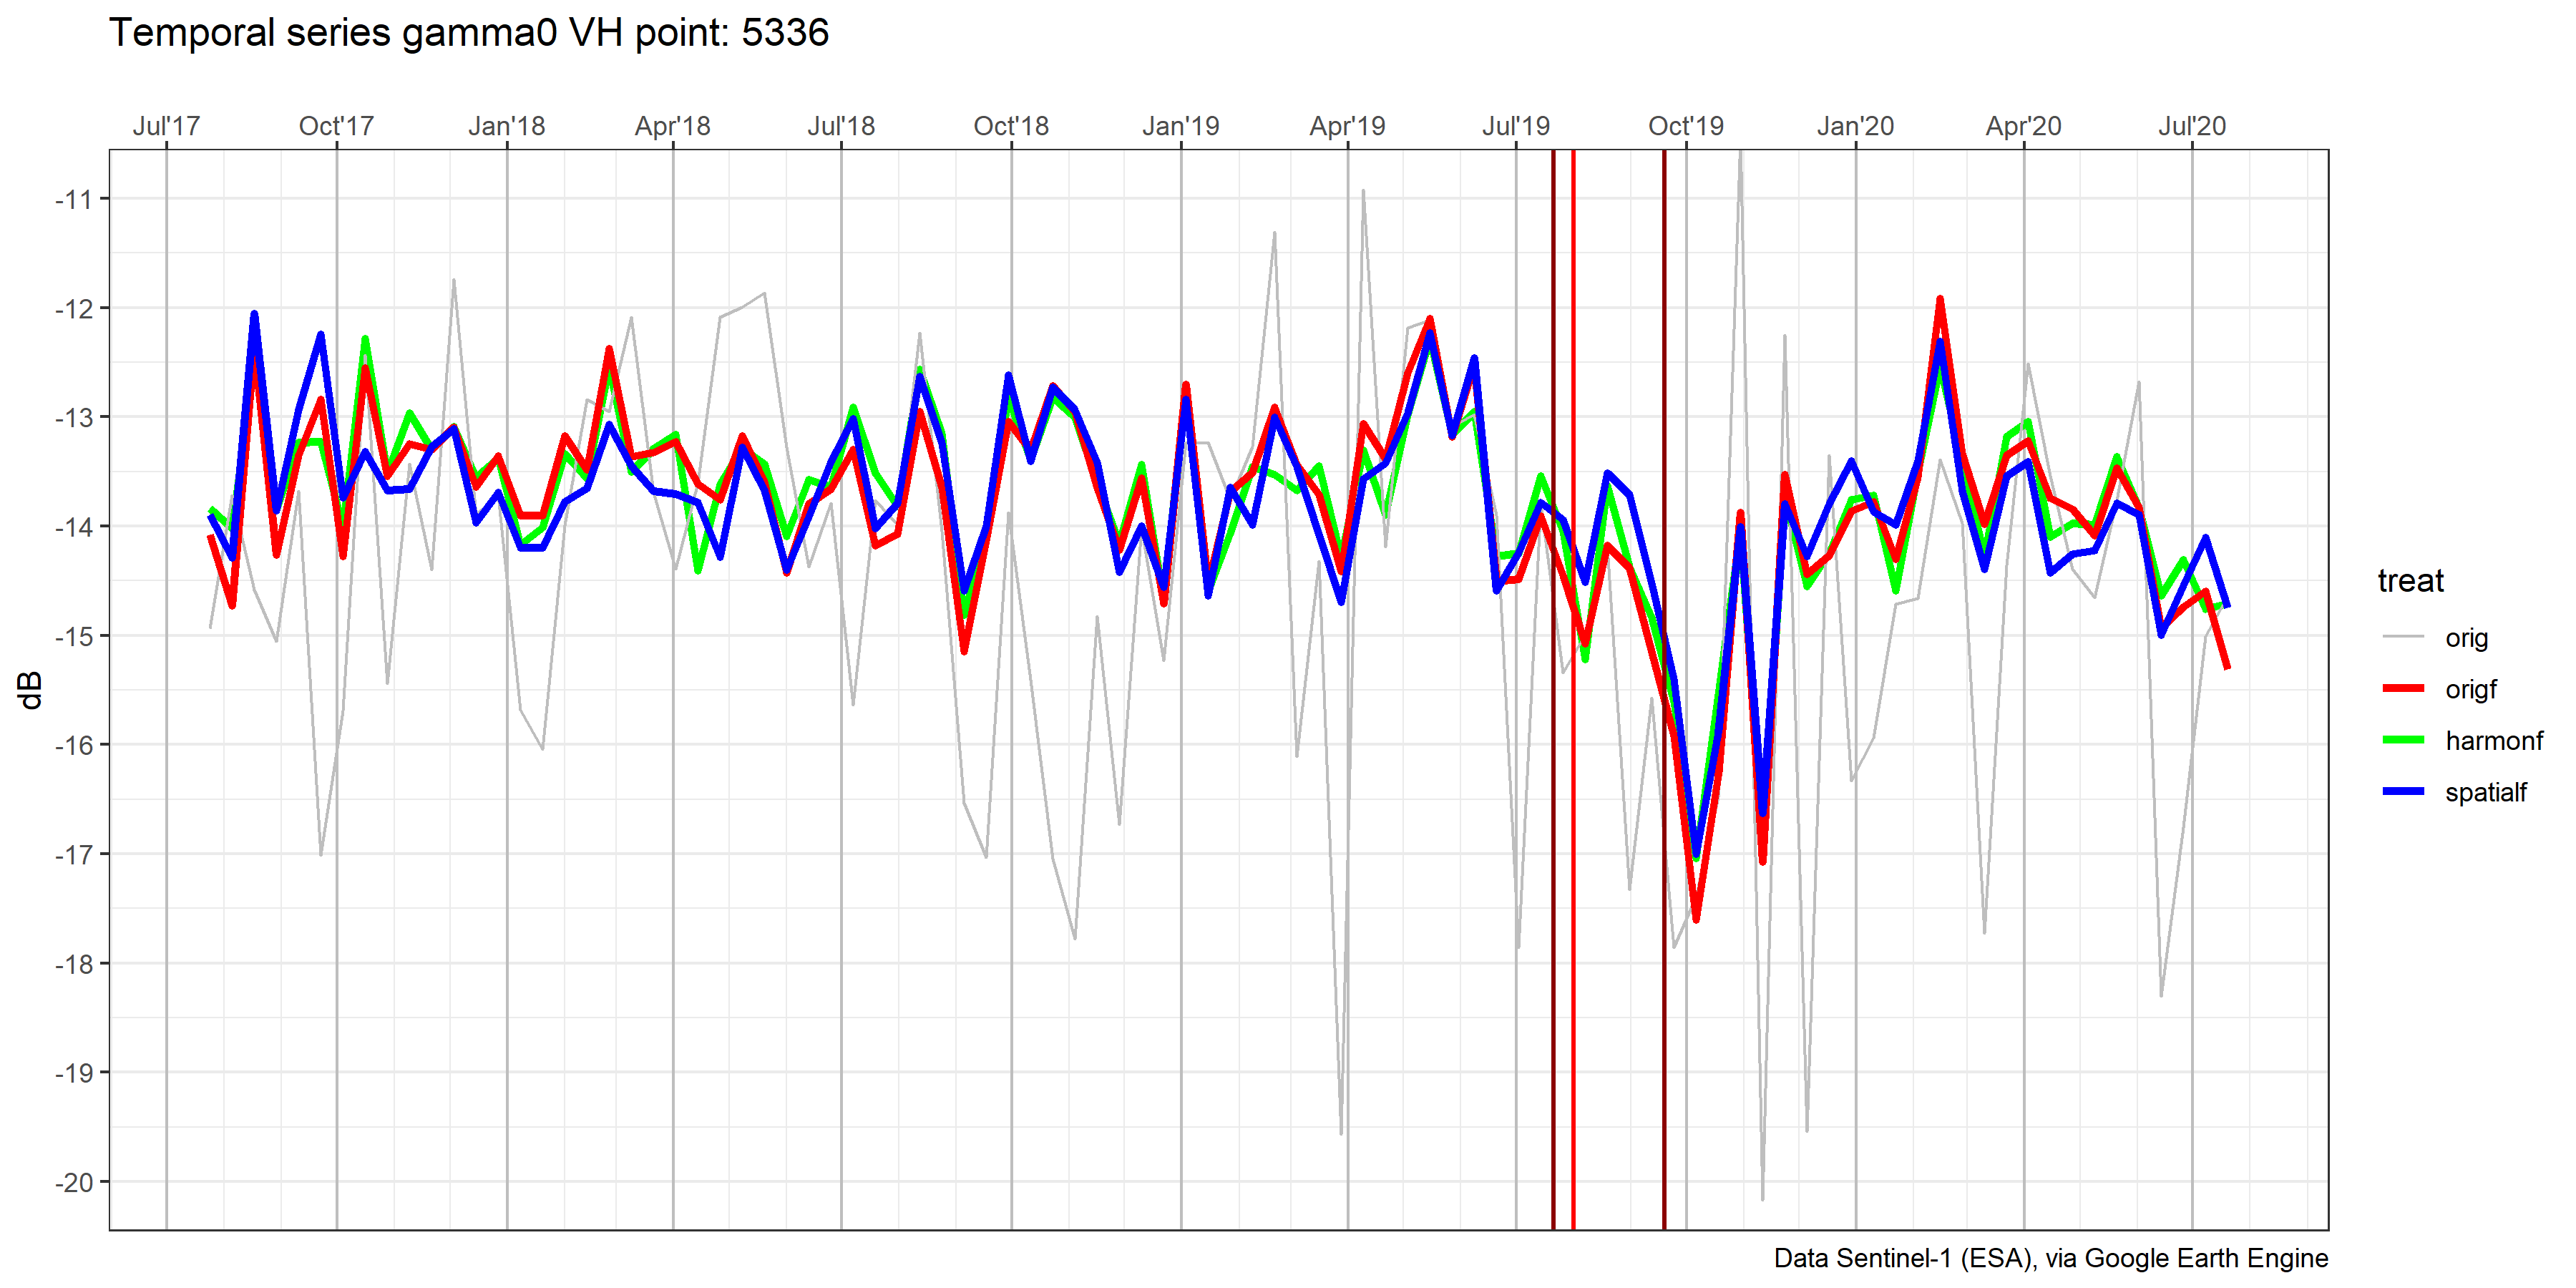 Temporal series gamma0 VH point: 5336
Jul'17 Oct'17 Jan'18 Apr'18 Jul'18 Oct'18 Jan'19 Apr'19 Jul'19 Oct'19 Jan'20 Apr'20 Jul'20
-11
-12
-13
-14
-15
-16
-17
-18
-19
-20
dB
treat
orig
origf
harmonf
spatialf
Data Sentinel-1 (ESA), via Google Earth Engine